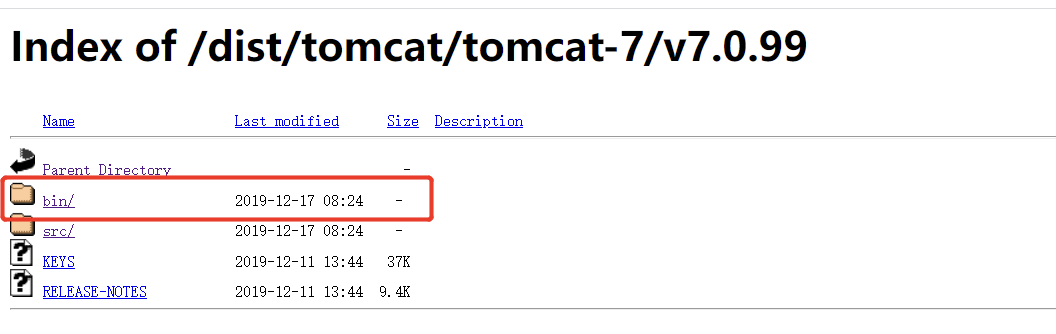 Index of /dist/tomcat/tomcat-7/v7.0.99
Name Last modified Size Description
Parent Directory -
bin/ 2019-12-17 08:24 -
src/ 2019-12-17 08:24 -
KEYS 2019-12-11 13:44 37K
RELEASE-NOTES 2019-12-11 13:44 9.4K